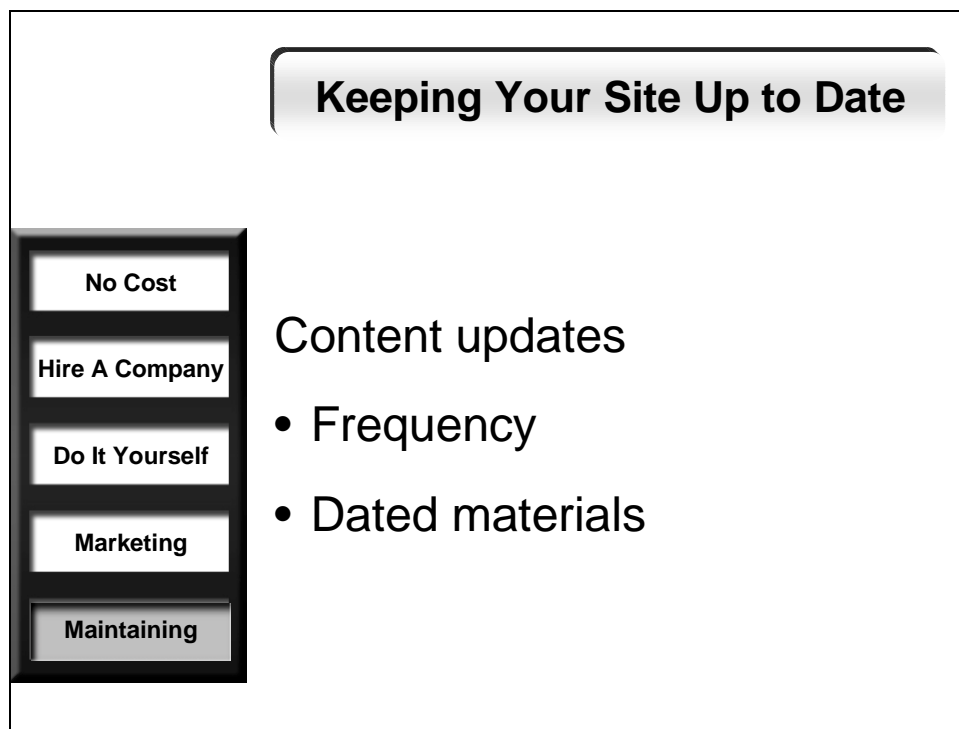 Keeping Your Site Up to Date
No Cost
Hire A Company
Do It Yourself
Marketing
Maintaining
Content updates
• Frequency
• Dated materials